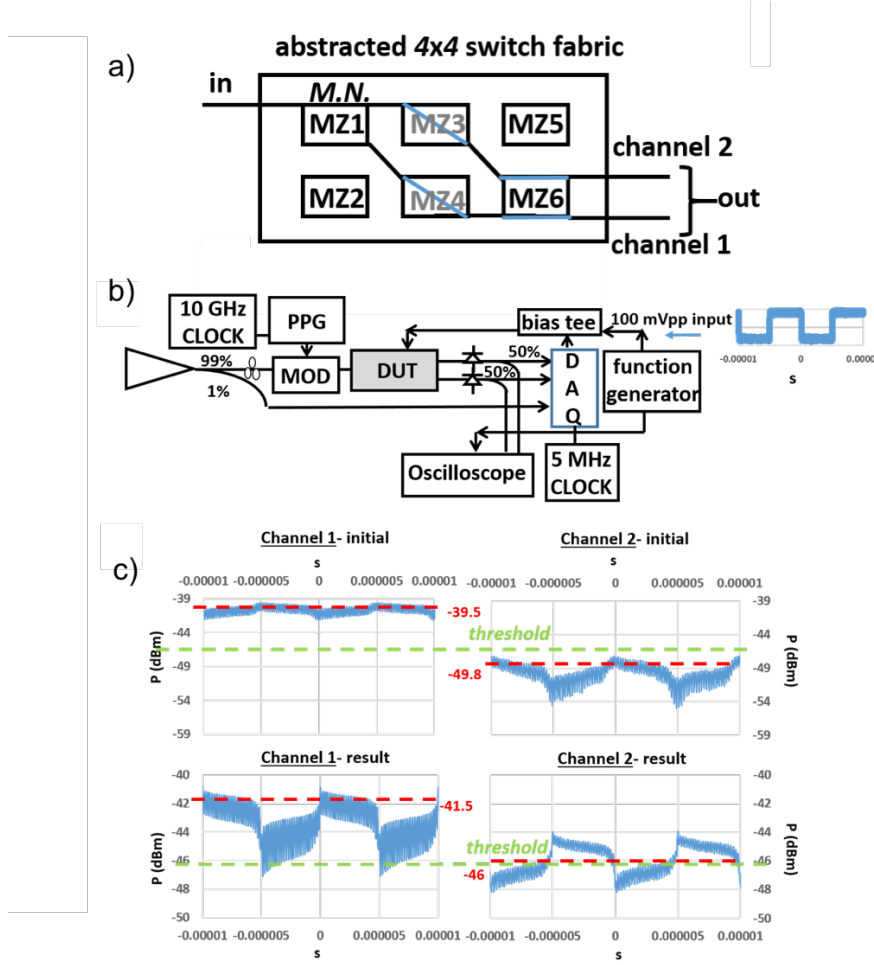 abstracted 4x4 switch fabric
a)
in
M.N.
MZ1
MZ3
MZ5
channel 2
MZ2
MZ4
MZ6
out
channel 1
b)
10 GHz
CLOCK
PPG
bias tee
100 mVpp input
-0.00001 0 0.0000
s
99%
1%
MOD
DUT
50%
50%
D
A
Q
function
generator
Oscilloscope
5 MHz
CLOCK
c)
Channel 1- initial
s
-0.00001 -0.000005 0 0.000005 0.00001
-39
-44
-49
-54
-59
P (dBm)
-39.5
threshold
Channel 2- initial
s
-0.00001 -0.000005 0 0.000005 0.00001
-39
-44
-49
-54
-59
P (dBm)
-49.8
Channel 1- result
-40
-42
-44
-46
-48
-50
P (dBm)
-41.5
-0.00001 -0.000005 0 0.000005 0.00001
s
Channel 2- result
-40
-42
-44
-46
-48
-50
P (dBm)
threshold
-46
-0.00001 -0.000005 0 0.000005 0.00001
s